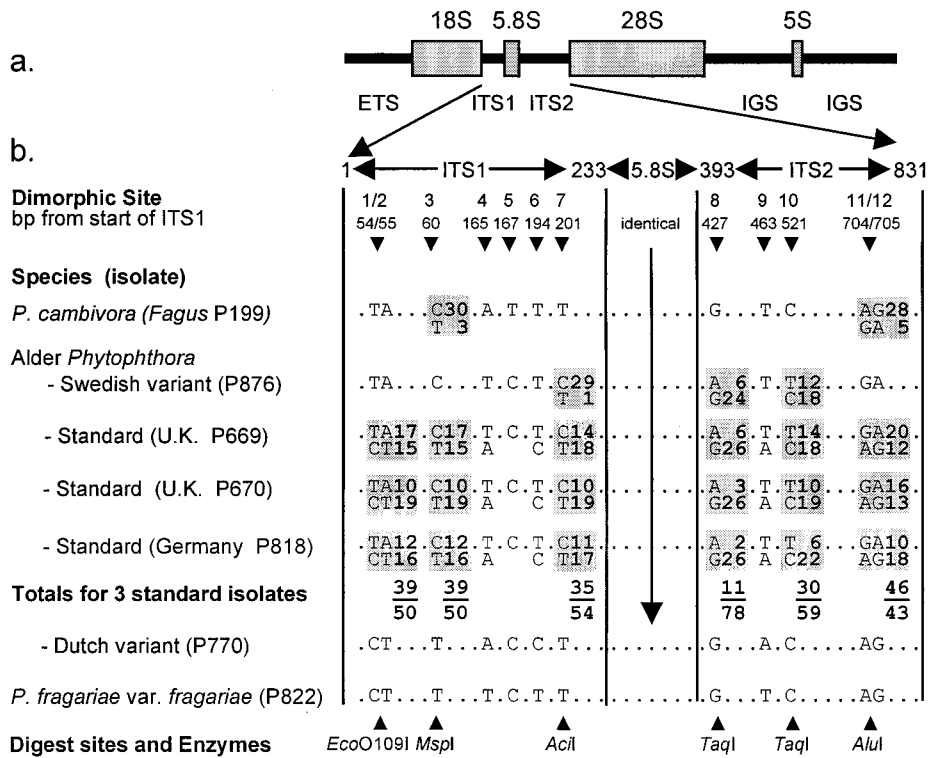 a.
18S 5.8S 28S 5S
ETS ITS1 ITS2 IGS IGS
b.
1 ITS1 233 5.8S 393 ITS2 831
Dimorphic Site 1/2 3 4 5 6 7 8 9 10 11/12
bp from start of ITS1 54/55 60 165 167 194 201 identical 427 463 521 704/705
Species (isolate)
P. cambivora (Fagus P199) .TA...C30.A.T.T.T............G...T.C.....AG28
T 3 GA 5
Alder Phytophthora
- Swedish variant (P876) .TA...C...T.C.T.C29..........A 6.T.T12...GA...
T 1 G24 C18
- Standard (U.K. P669) .TA17.C17.T.C.T.C14..........A 6.T.T14...GA20
CT15 T15 A C T18 G26 A C18 AG12
- Standard (U.K. P670) .TA10.C10.T.C.T.C10..........A 3.T.T10...GA16
CT19 T19 A C T19 G26 A C19 AG13
- Standard (Germany P818) .TA12.C12.T.C.T.C11..........A 2.T.T 6...GA10
CT16 T16 A C T17 G26 A C22 AG18
Totals for 3 standard isolates 39 39 35 11 30 46
50 50 54 78 59 43
- Dutch variant (P770) .CT...T...A.C.C.T............G...A.C.....AG...
P. fragariae var. fragariae (P822) .CT...T...T.C.T.T............G...T.C.....AG...
Digest sites and Enzymes EcoO109I MspI AciI TaqI TaqI AluI